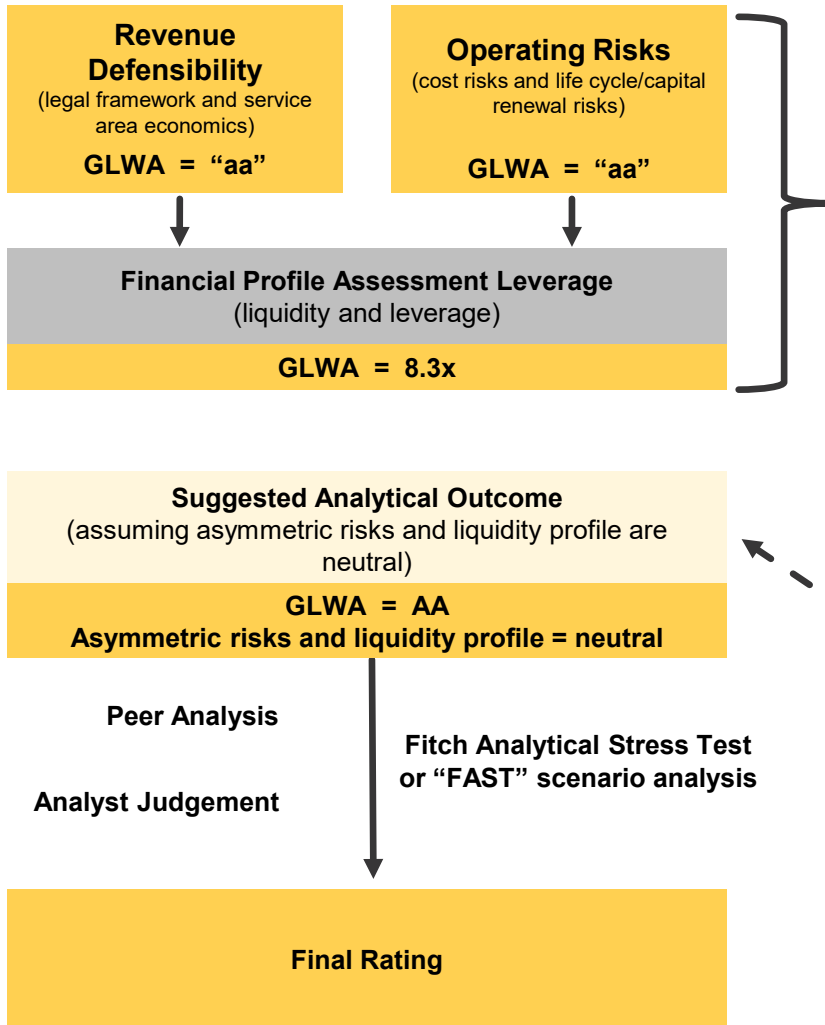 Revenue
Defensibility
(legal framework and service
area economics)
GLWA = “aa”
Operating Risks
(cost risks and life cycle/capital
renewal risks)
GLWA = “aa”
Financial Profile Assessment Leverage
(liquidity and leverage)
GLWA = 8.3x
Suggested Analytical Outcome
(assuming asymmetric risks and liquidity profile are
neutral)
GLWA = AA
Asymmetric risks and liquidity profile = neutral
Peer Analysis
Analyst Judgement
Fitch Analytical Stress Test
or “FAST” scenario analysis
Final Rating